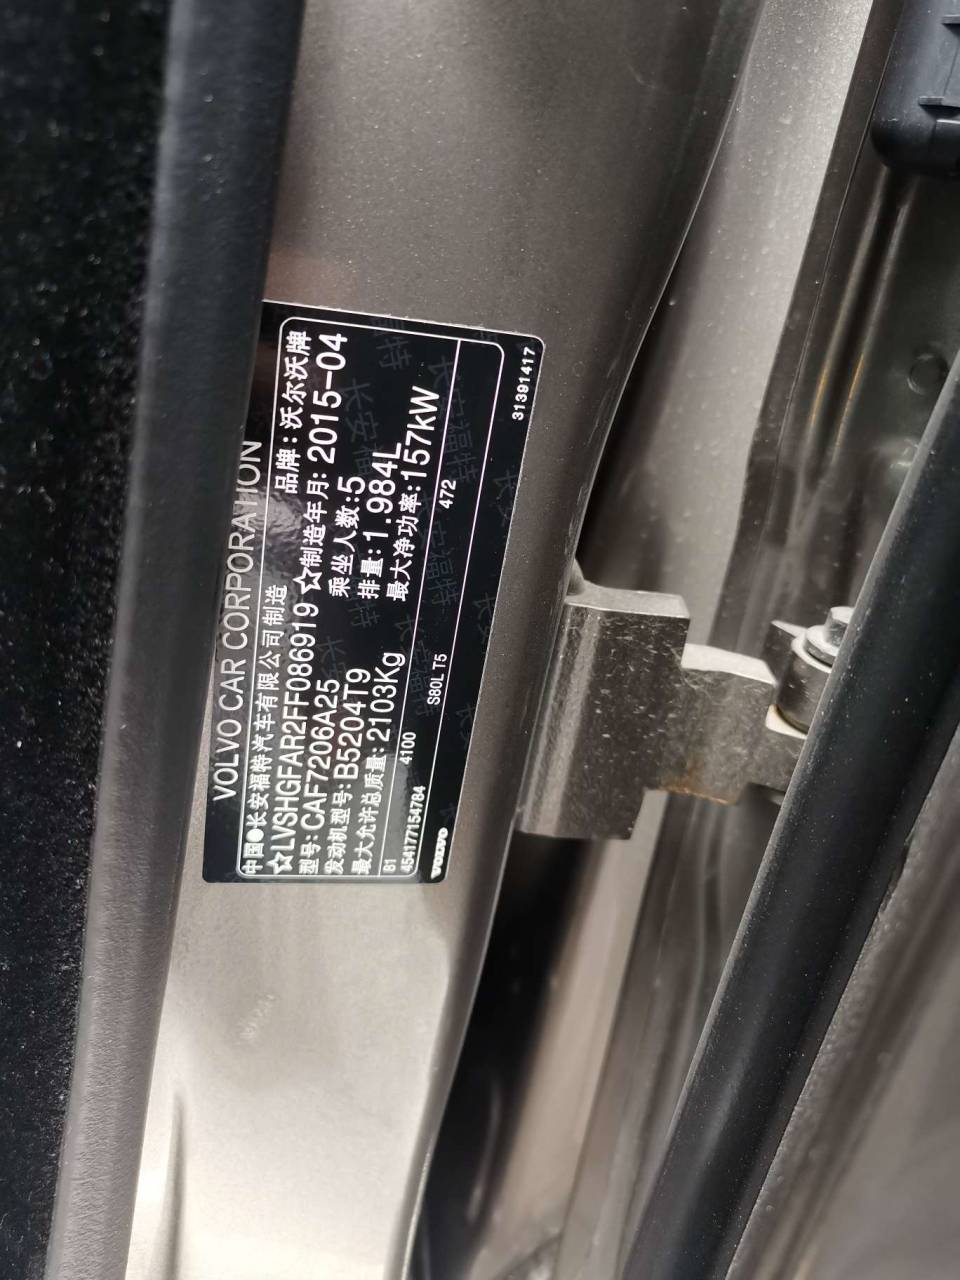 VOLVO CAR CORPORATION
中国●长安福特汽车有限公司制造 品牌:沃尔沃牌
☆LVSHGFAR2FF086919☆制造年月:2015-04
型号:CAF7206A25 乘坐人数:5
发动机型号:B5204T9 排量:1.984L
最大允许总质量:2103Kg 最大净功率:157kW
81 4100 472
454177154784 S80L T5
VOLVO 31391417